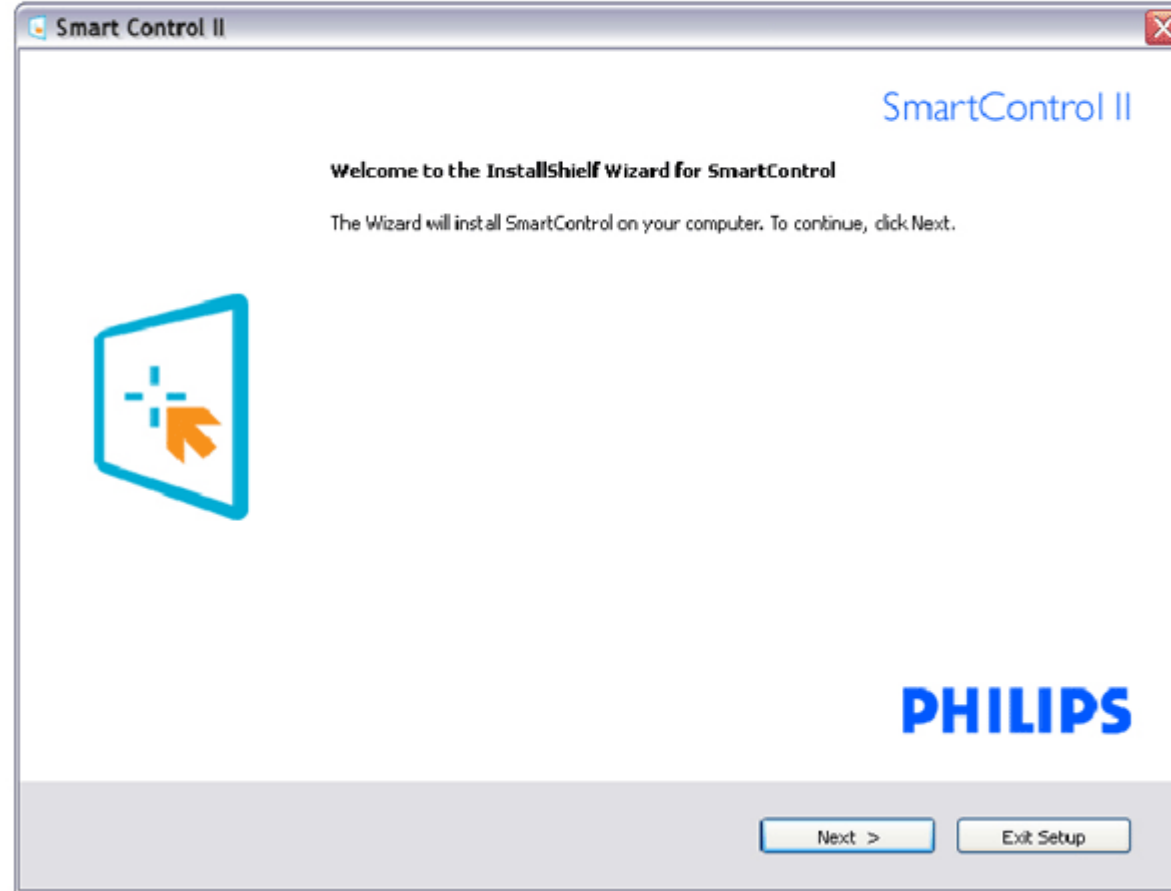 Smart Control II
SmartControl II
Welcome to the InstallShielf Wizard for SmartControl
The Wizard will install SmartControl on your computer. To continue, click Next.
PHILIPS
Next >
Exit Setup